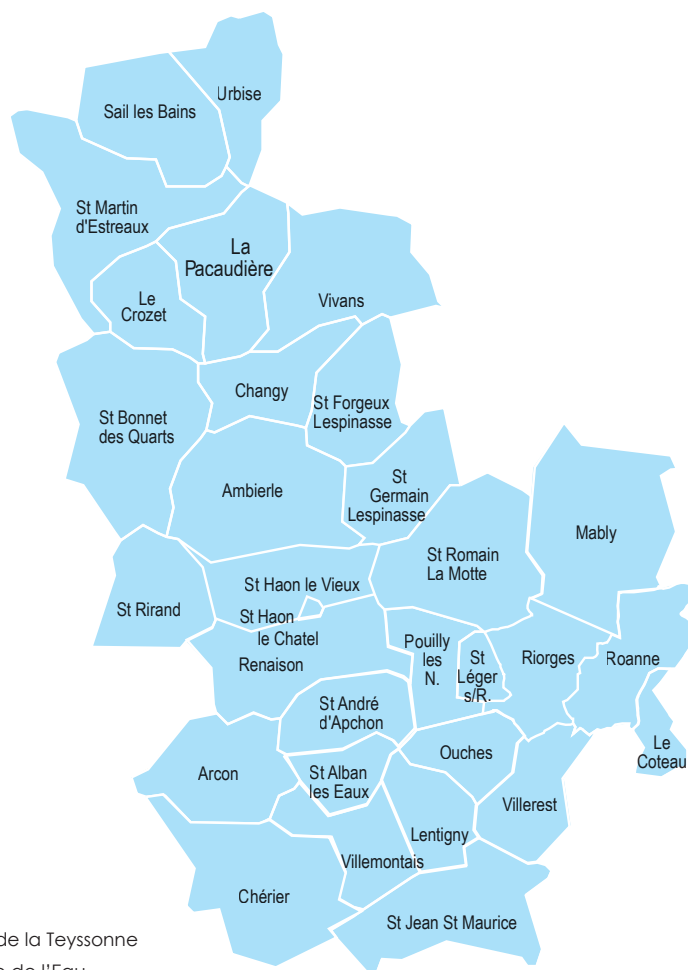 Urbise
Sail les Bains
St Martin
d'Estreaux
La
Pacaudière
Le
Crozet
Vivans
Changy
St Forgeux
Lespinasse
St Bonnet
des Quarts
Ambierle
St
Germain
Lespinasse
Mably
St Romain
La Motte
St Haon le Vieux
St Rirand
St Haon
le Chatel
Renaison
Pouilly
les
N.
St
Léger
s/R.
Riorges
Roanne
St André
d'Apchon
Ouches
Le
Coteau
Arcon
St Alban
les Eaux
Villerest
Lentigny
Villemontais
Chérier
St Jean St Maurice
de la Teyssonne